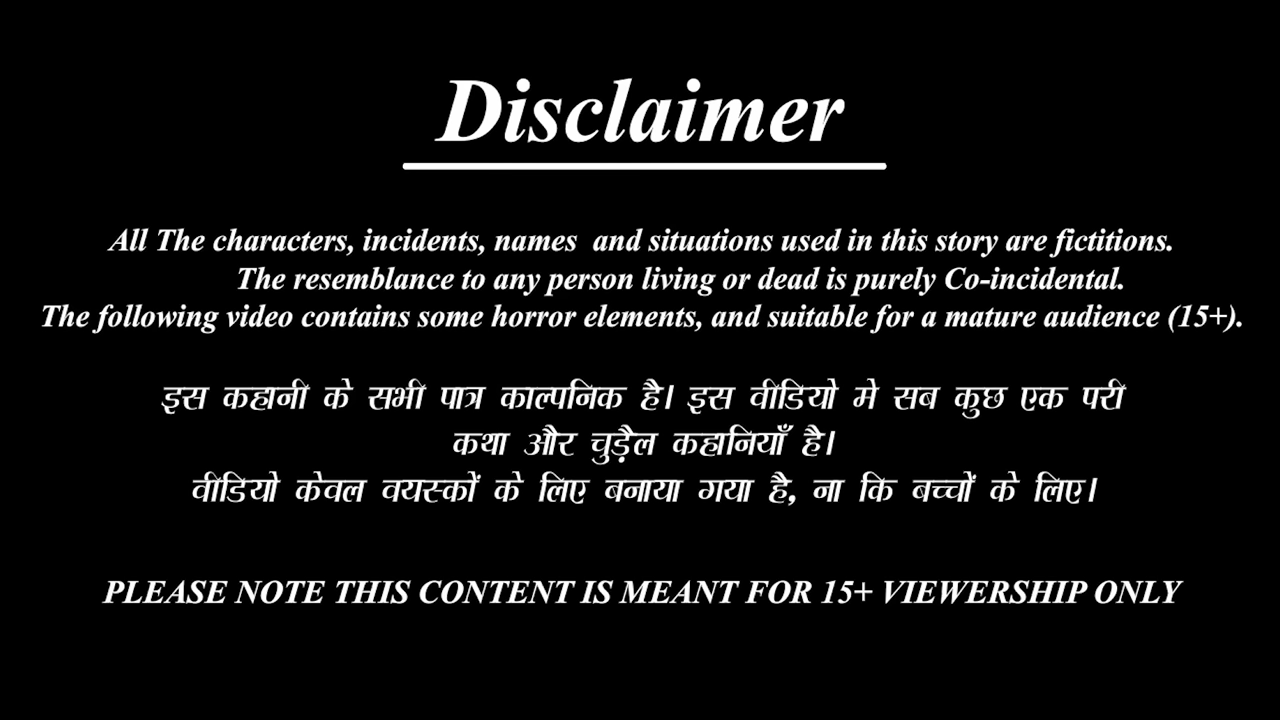 Disclaimer
All The characters, incidents, names and situations used in this story are fictitions.
The resemblance to any person living or dead is purely Co-incidental.
The following video contains some horror elements, and suitable for a mature audience (15+).
इस कहानी के सभी पात्र काल्पनिक है। इस वीडियो मे सब कुछ एक परी
कथा और चुड़ैल कहानियाँ है।
वीडियो केवल वयस्कों के लिए बनाया गया है, ना कि बच्चों के लिए।
PLEASE NOTE THIS CONTENT IS MEANT FOR 15+ VIEWERSHIP ONLY